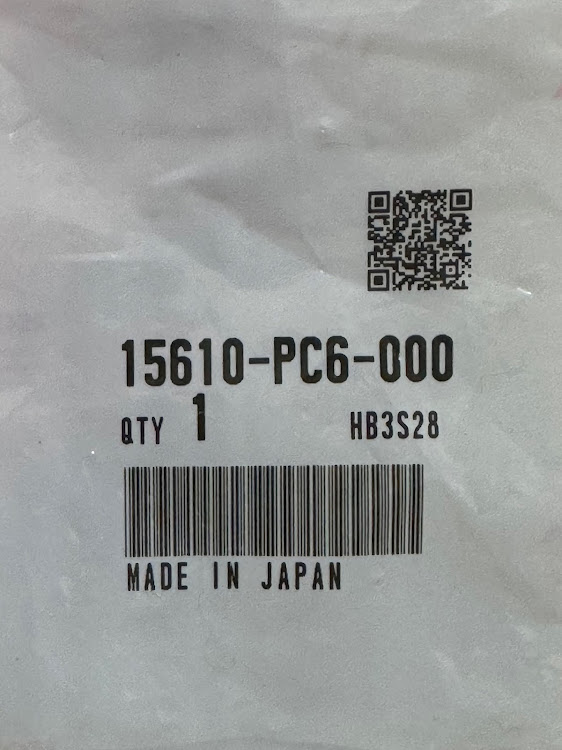 15610-PC6-000
QTY 1 HB3S28
MADE IN JAPAN